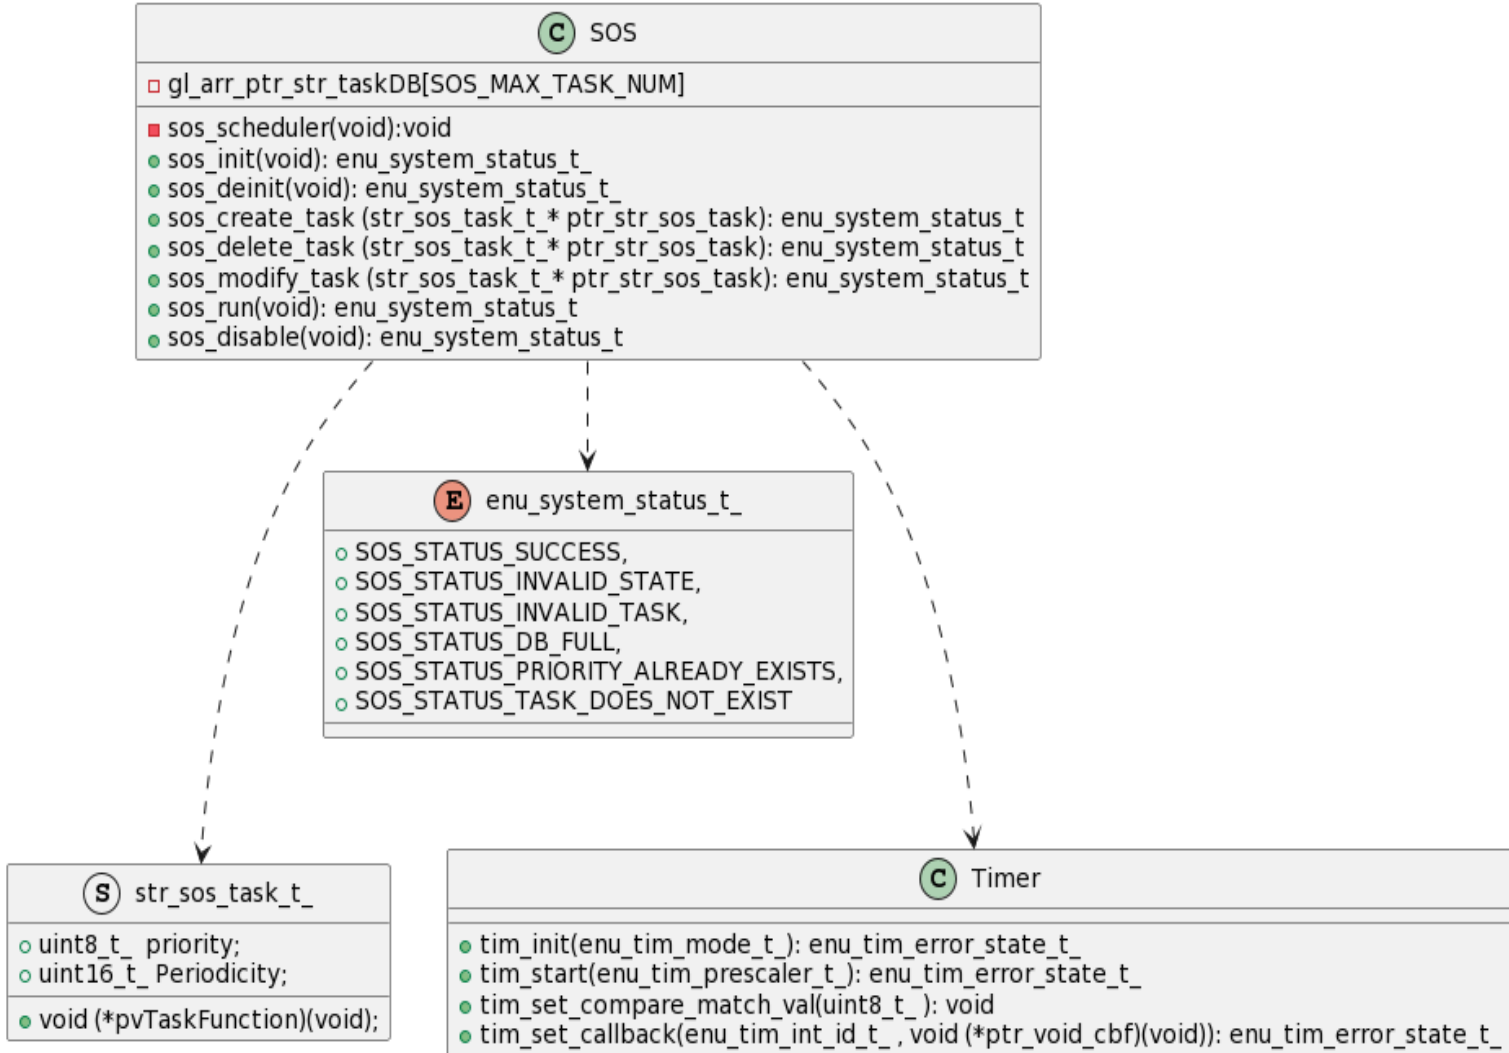 C SOS
gl_arr_ptr_str_taskDB[SOS_MAX_TASK_NUM]
sos_scheduler(void):void
sos_init(void): enu_system_status_t_
sos_deinit(void): enu_system_status_t_
sos_create_task (str_sos_task_t_* ptr_str_sos_task): enu_system_status_t
sos_delete_task (str_sos_task_t_* ptr_str_sos_task): enu_system_status_t
sos_modify_task (str_sos_task_t_* ptr_str_sos_task): enu_system_status_t
sos_run(void): enu_system_status_t
sos_disable(void): enu_system_status_t
E enu_system_status_t_
SOS_STATUS_SUCCESS,
SOS_STATUS_INVALID_STATE,
SOS_STATUS_INVALID_TASK,
SOS_STATUS_DB_FULL,
SOS_STATUS_PRIORITY_ALREADY_EXISTS,
SOS_STATUS_TASK_DOES_NOT_EXIST
S str_sos_task_t_
uint8_t_ priority;
uint16_t_ Periodicity;
void (*pvTaskFunction)(void);
C Timer
tim_init(enu_tim_mode_t_): enu_tim_error_state_t_
tim_start(enu_tim_prescaler_t_): enu_tim_error_state_t_
tim_set_compare_match_val(uint8_t_ ): void
tim_set_callback(enu_tim_int_id_t_ , void (*ptr_void_cbf)(void)): enu_tim_error_state_t_